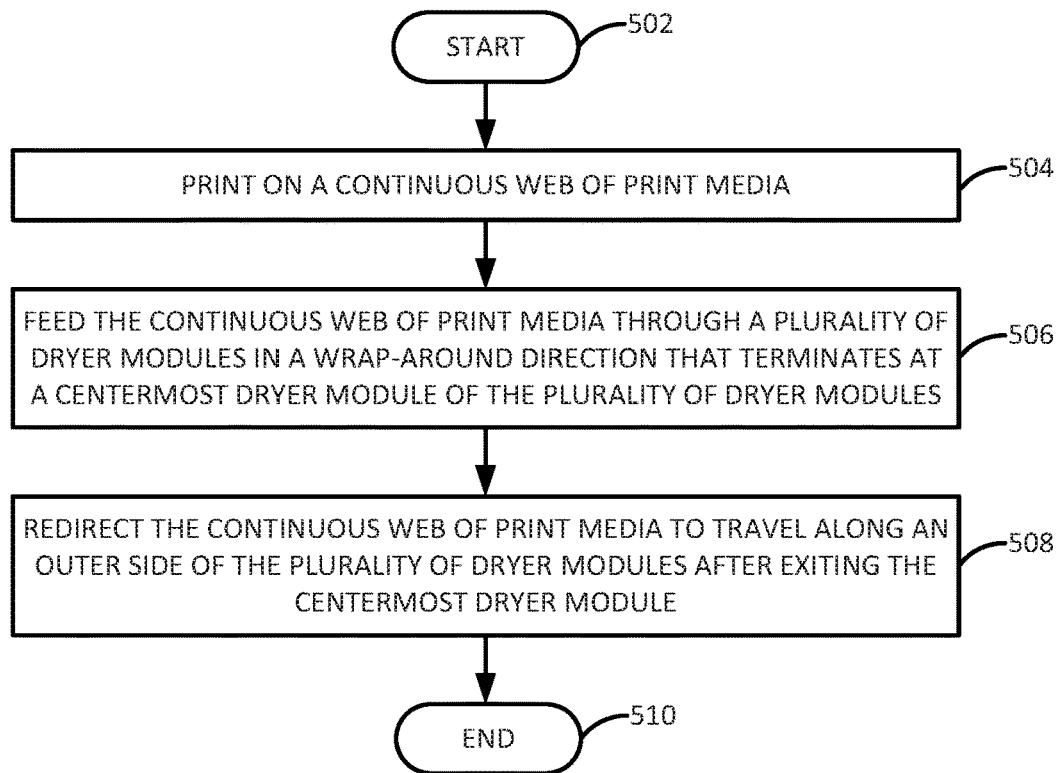 START
502
PRINT ON A CONTINUOUS WEB OF PRINT MEDIA
504
FEED THE CONTINUOUS WEB OF PRINT MEDIA THROUGH A PLURALITY OF
DRYER MODULES IN A WRAP-AROUND DIRECTION THAT TERMINATES AT
A CENTERMOST DRYER MODULE OF THE PLURALITY OF DRYER MODULES
506
REDIRECT THE CONTINUOUS WEB OF PRINT MEDIA TO TRAVEL ALONG AN
OUTER SIDE OF THE PLURALITY OF DRYER MODULES AFTER EXITING THE
CENTERMOST DRYER MODULE
508
END
510